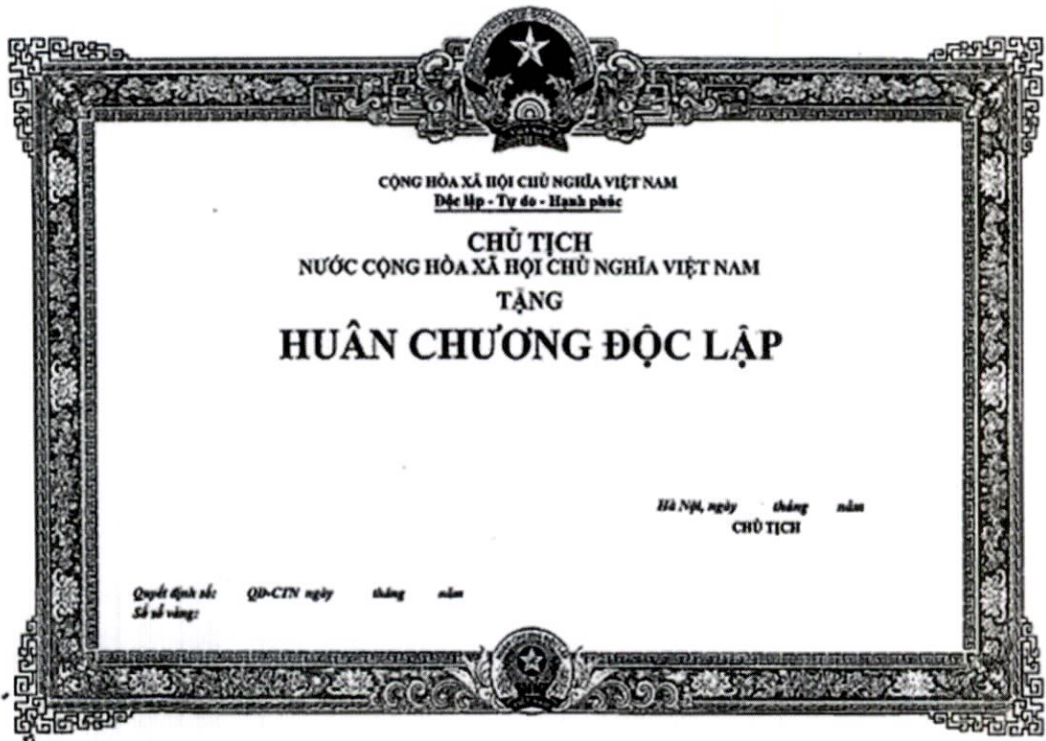 CỘNG HÒA XÃ HỘI CHỦ NGHĨA VIỆT NAM
Độc lập - Tự do - Hạnh phúc
CHỦ TỊCH
NƯỚC CỘNG HÒA XÃ HỘI CHỦ NGHĨA VIỆT NAM
TẶNG
HUÂN CHƯƠNG ĐỘC LẬP
Hà Nội, ngày tháng năm
CHỦ TỊCH
Quyết định số: QĐ-CTN ngày tháng năm
Số sổ vàng: